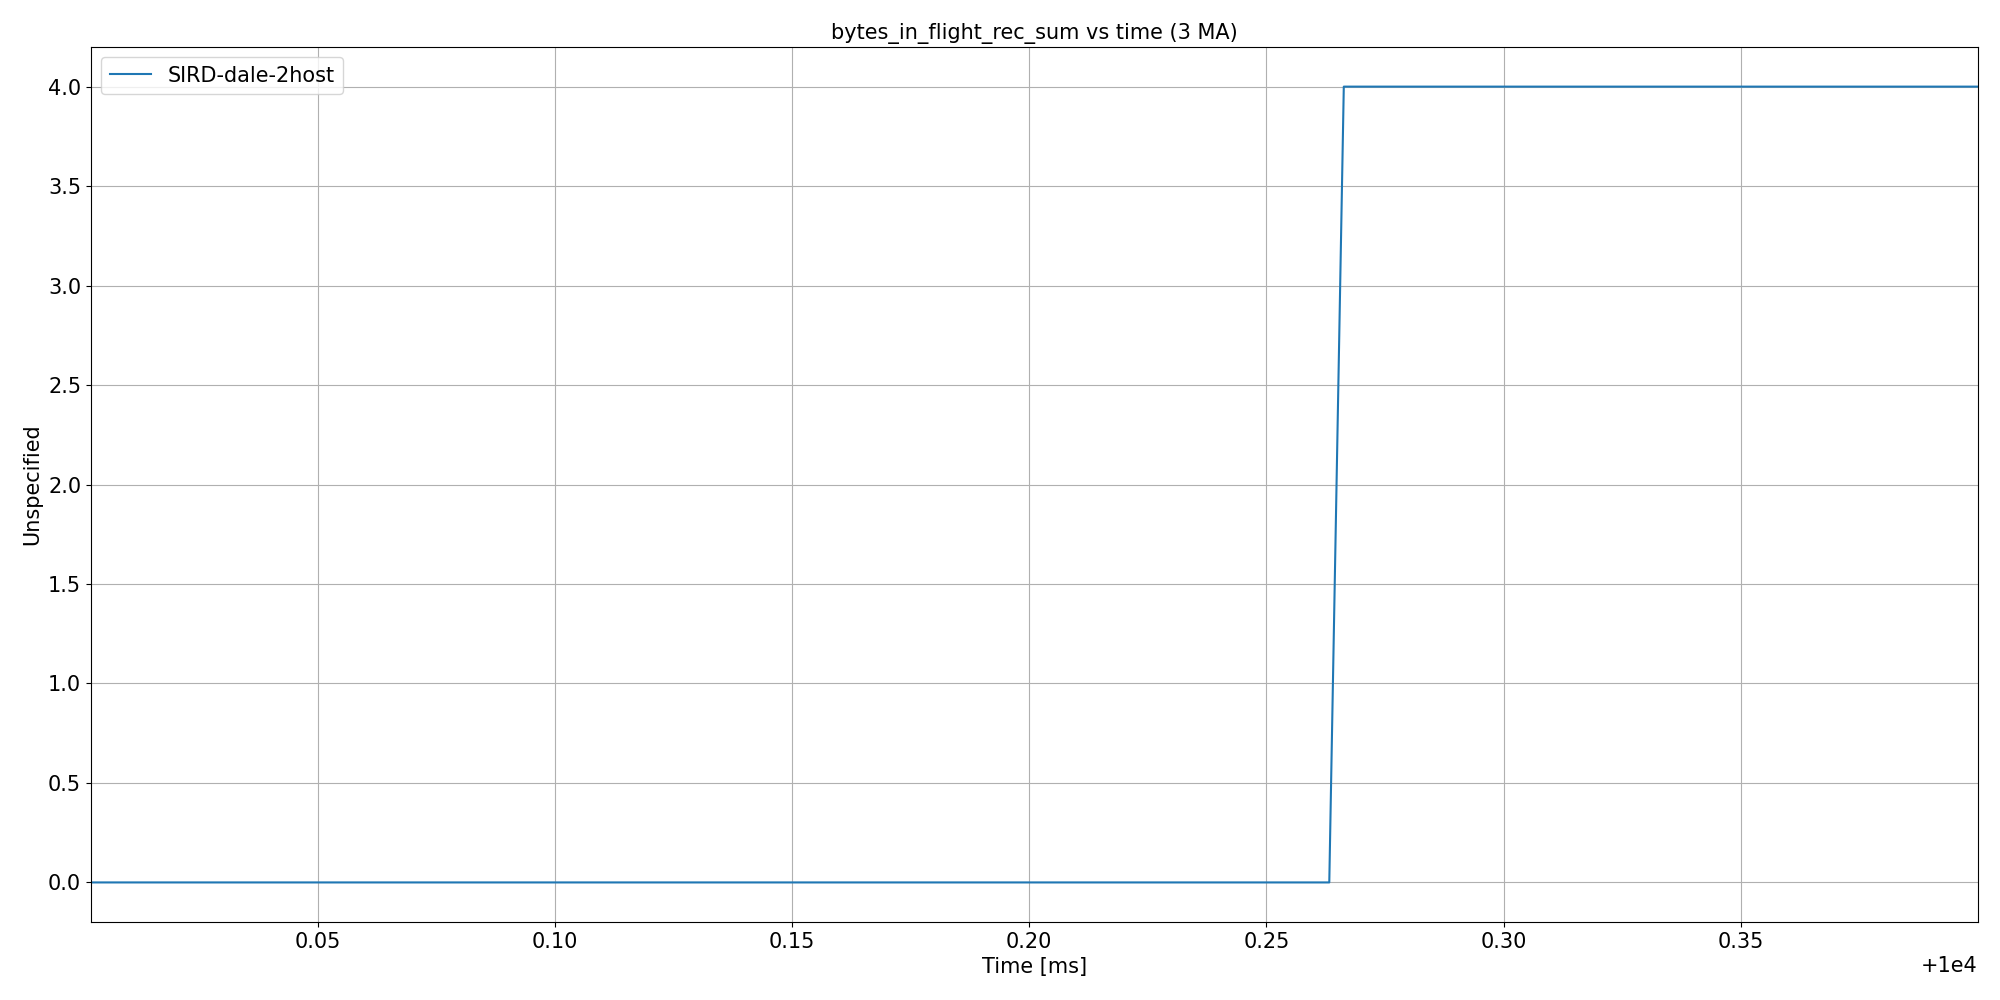 bytes_in_flight_rec_sum vs time (3 MA)
SIRD-dale-2host
4.0
3.5
3.0
2.5
2.0
1.5
1.0
0.5
0.0
Unspecified
0.05 0.10 0.15 0.20 0.25 0.30 0.35
Time [ms]
+1e4